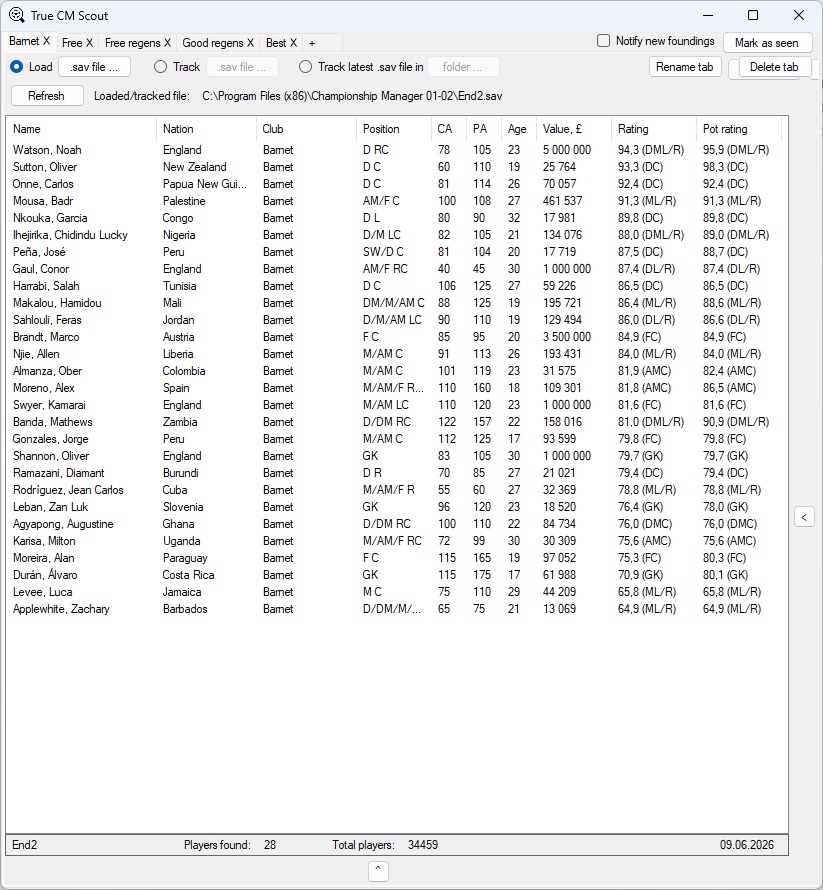 True CM Scout
Barnet X Free X Free regens X Good regens X Best X + Notify new foundings Mark as seen
Load .sav file ... Track .sav file ... Track latest .sav file in folder ... Rename tab Delete tab
Refresh Loaded/tracked file: C:\Program Files (x86)\Championship Manager 01-02\End2.sav
Name Nation Club Position CA PA Age Value, £ Rating Pot rating
Watson, Noah England Barnet D RC 78 105 23 5 000 000 94,3 (DML/R) 95,9 (DML/R)
Sutton, Oliver New Zealand Barnet D C 60 110 19 25 764 93,3 (DC) 98,3 (DC)
Onne, Carlos Papua New Gui... Barnet D C 81 114 26 70 057 92,4 (DC) 92,4 (DC)
Mousa, Badr Palestine Barnet AM/F C 100 108 27 461 537 91,3 (ML/R) 91,3 (ML/R)
Nkouka, Garcia Congo Barnet D L 80 90 32 17 981 89,8 (DC) 89,8 (DC)
Ihejirika, Chidindu Lucky Nigeria Barnet D/M LC 82 105 21 134 076 88,0 (DML/R) 89,0 (DML/R)
Peña, José Peru Barnet SW/D C 81 104 20 17 719 87,5 (DC) 88,7 (DC)
Gaul, Conor England Barnet AM/F RC 40 45 30 1 000 000 87,4 (DL/R) 87,4 (DL/R)
Harrabi, Salah Tunisia Barnet D C 106 125 27 59 226 86,5 (DC) 86,5 (DC)
Makalou, Hamidou Mali Barnet DM/M/AM C 88 125 19 195 721 86,4 (ML/R) 88,6 (ML/R)
Sahlouli, Feras Jordan Barnet D/M/AM LC 90 110 19 129 494 86,0 (DL/R) 86,6 (DL/R)
Brandt, Marco Austria Barnet F C 85 95 20 3 500 000 84,9 (FC) 84,9 (FC)
Njie, Allen Liberia Barnet M/AM C 91 113 26 193 431 84,0 (ML/R) 84,0 (ML/R)
Almanza, Ober Colombia Barnet M/AM C 101 119 23 31 575 81,9 (AMC) 82,4 (AMC)
Moreno, Alex Spain Barnet M/AM/F R... 110 160 18 109 301 81,8 (AMC) 86,5 (AMC)
Swyer, Kamarai England Barnet M/AM LC 110 120 23 1 000 000 81,6 (FC) 81,6 (FC)
Banda, Mathews Zambia Barnet D/DM RC 122 157 22 158 016 81,0 (DML/R) 90,9 (DML/R)
Gonzales, Jorge Peru Barnet M/AM C 112 125 17 93 599 79,8 (FC) 79,8 (FC)
Shannon, Oliver England Barnet GK 83 105 30 1 000 000 79,7 (GK) 79,7 (GK)
Ramazani, Diamant Burundi Barnet D R 70 85 27 21 021 79,4 (DC) 79,4 (DC)
Rodríguez, Jean Carlos Cuba Barnet M/AM/F R 55 60 27 32 369 78,8 (ML/R) 78,8 (ML/R)
Leban, Zan Luk Slovenia Barnet GK 96 120 23 18 520 76,4 (GK) 78,0 (GK)
Agyapong, Augustine Ghana Barnet D/DM RC 100 110 22 84 734 76,0 (DMC) 76,0 (DMC)
Karisa, Milton Uganda Barnet M/AM/F RC 72 99 30 30 309 75,6 (AMC) 75,6 (AMC)
Moreira, Alan Paraguay Barnet F C 115 165 19 97 052 75,3 (FC) 80,3 (FC)
Durán, Álvaro Costa Rica Barnet GK 115 175 17 61 988 70,9 (GK) 80,1 (GK)
Levee, Luca Jamaica Barnet M C 75 110 29 44 209 65,8 (ML/R) 65,8 (ML/R)
Applewhite, Zachary Barbados Barnet D/DM/M/... 65 75 21 13 069 64,9 (ML/R) 64,9 (ML/R)
<
End2 Players found: 28 Total players: 34459 09.06.2026
^